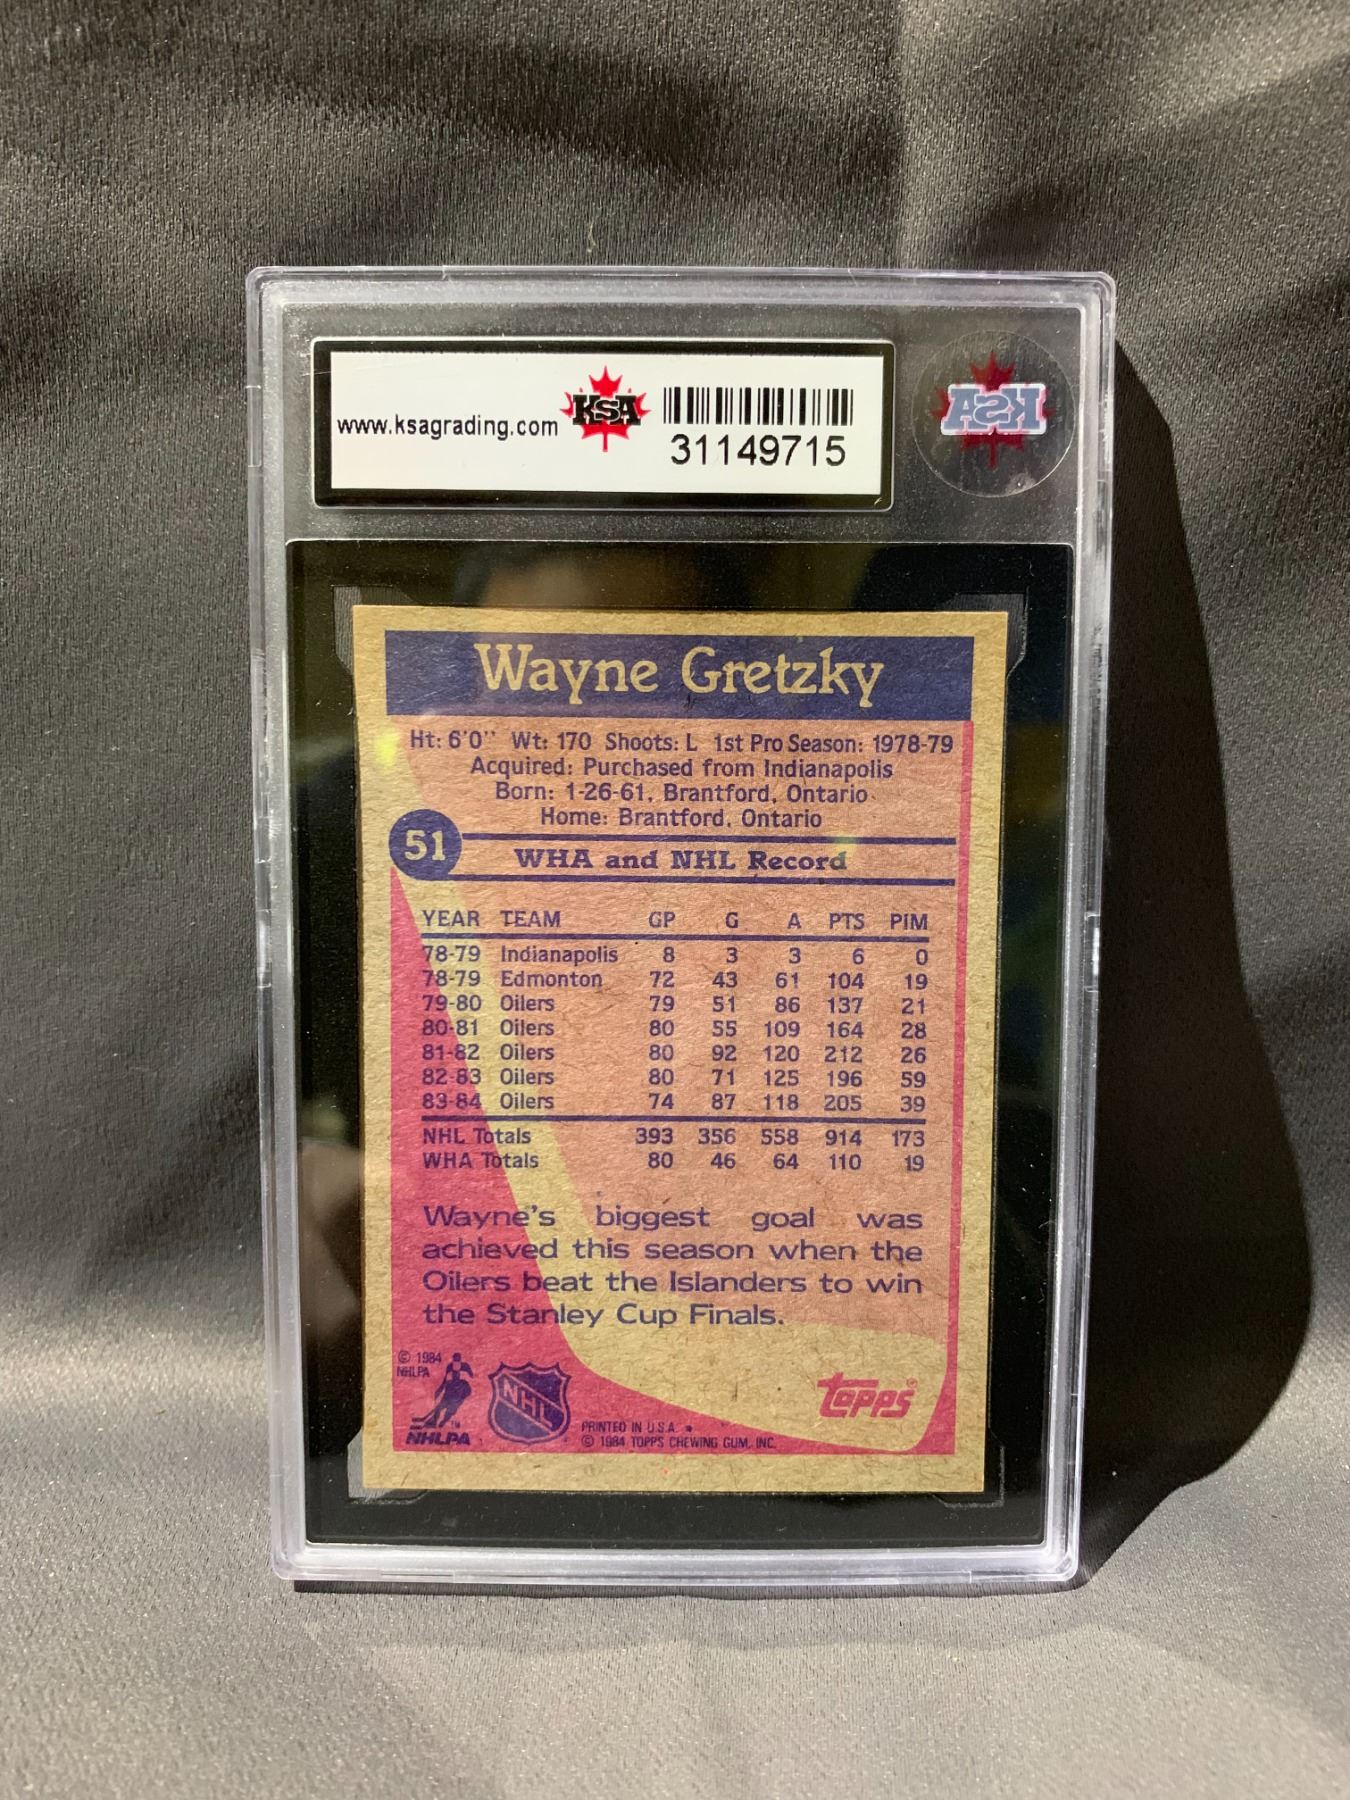 www.ksagrading.com
KSA
31149715
KSA
Wayne Gretzky
Ht: 6'0" Wt: 170 Shoots: L 1st Pro Season: 1978-79
Acquired: Purchased from Indianapolis
Born: 1-26-61, Brantford, Ontario
Home: Brantford, Ontario
51
WHA and NHL Record
YEAR TEAM GP G A PTS PIM
78-79 Indianapolis 8 3 3 6 0
78-79 Edmonton 72 43 61 104 19
79-80 Oilers 79 51 86 137 21
80-81 Oilers 80 55 109 164 28
81-82 Oilers 80 92 120 212 26
82-83 Oilers 80 71 125 196 59
83-84 Oilers 74 87 118 205 39
NHL Totals 393 356 558 914 173
WHA Totals 80 46 64 110 19
Wayne's biggest goal was
achieved this season when the
Oilers beat the Islanders to win
the Stanley Cup Finals.
© 1984
NHLPA
NHLPA
™
NHL
PRINTED IN U.S.A. *
© 1984 TOPPS CHEWING GUM, INC.
topps®